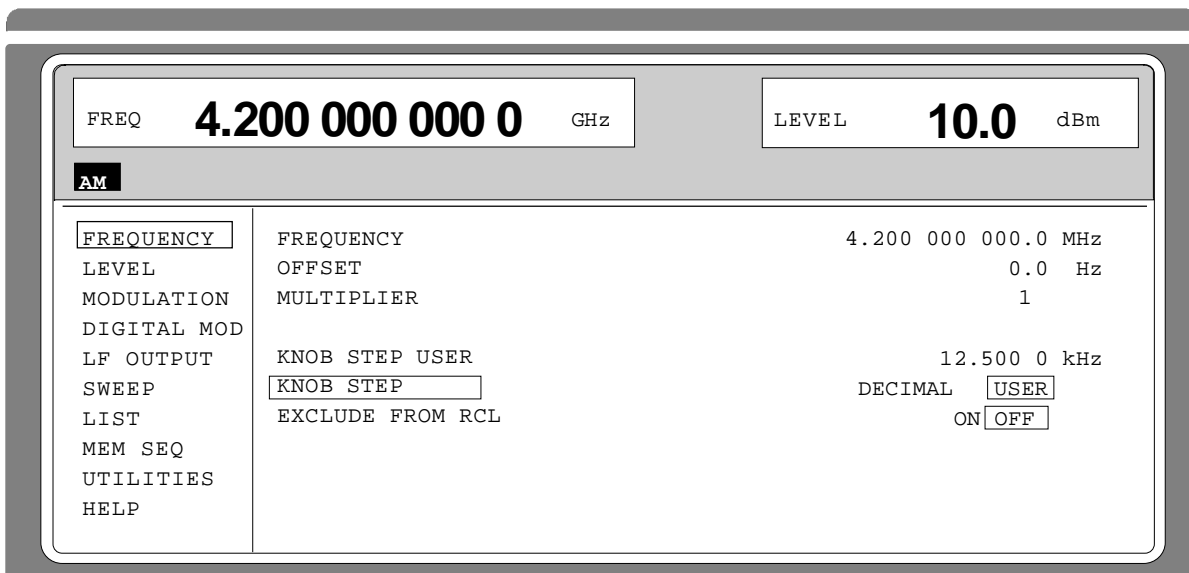 FREQ 4.200 000 000 0 GHz LEVEL 10.0 dBm
AM
FREQUENCY FREQUENCY 4.200 000 000.0 MHz
LEVEL OFFSET 0.0 Hz
MODULATION MULTIPLIER 1
DIGITAL MOD
LF OUTPUT KNOB STEP USER 12.500 0 kHz
SWEEP KNOB STEP DECIMAL USER
LIST EXCLUDE FROM RCL ON OFF
MEM SEQ
UTILITIES
HELP